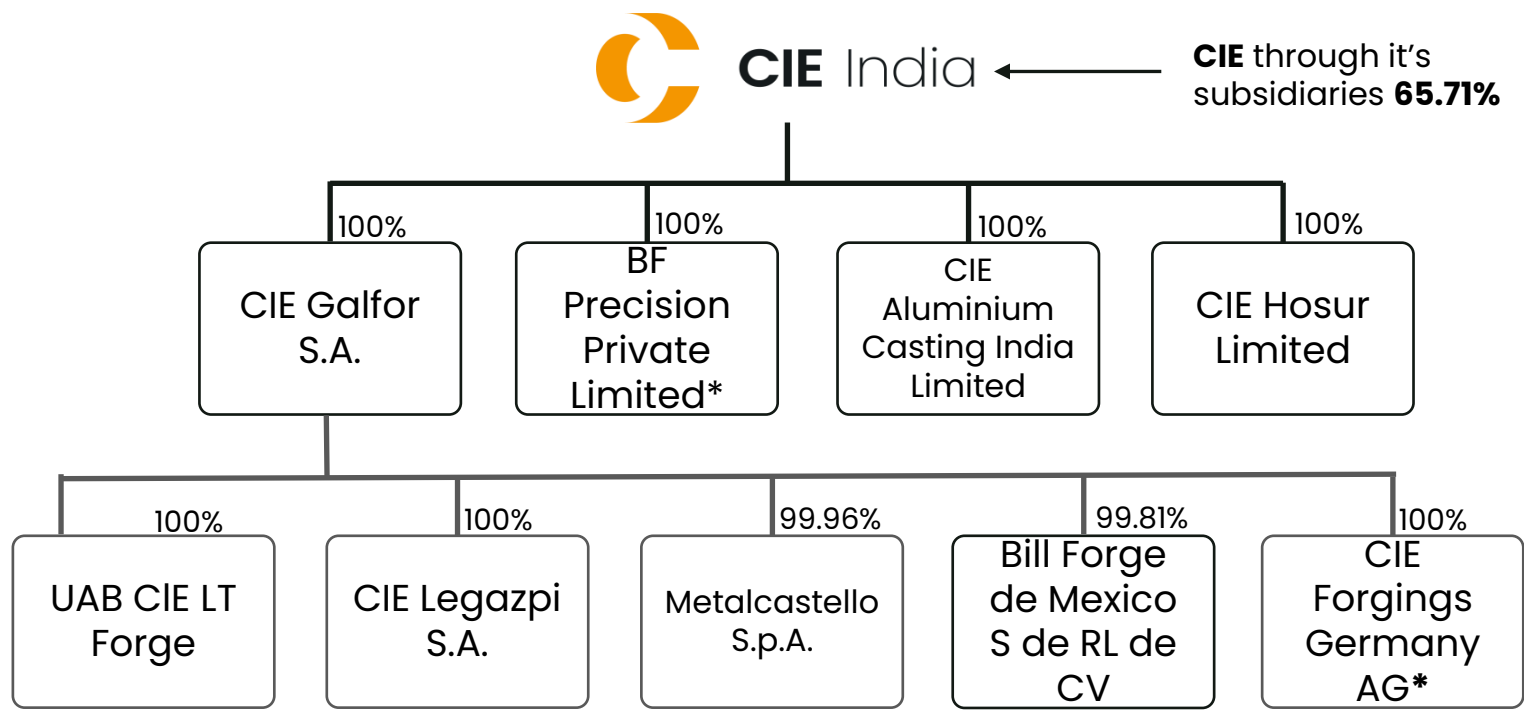 CIE India
CIE through it's
subsidiaries 65.71%
100%
100%
100%
100%
CIE Galfor
S.A.
BF
Precision
Private
Limited*
CIE
Aluminium
Casting India
Limited
CIE Hosur
Limited
100%
100%
99.96%
99.81%
100%
UAB CIE LT
Forge
CIE Legazpi
S.A.
Metalcastello
S.p.A.
Bill Forge
de Mexico
S de RL de
CV
CIE
Forgings
Germany
AG*